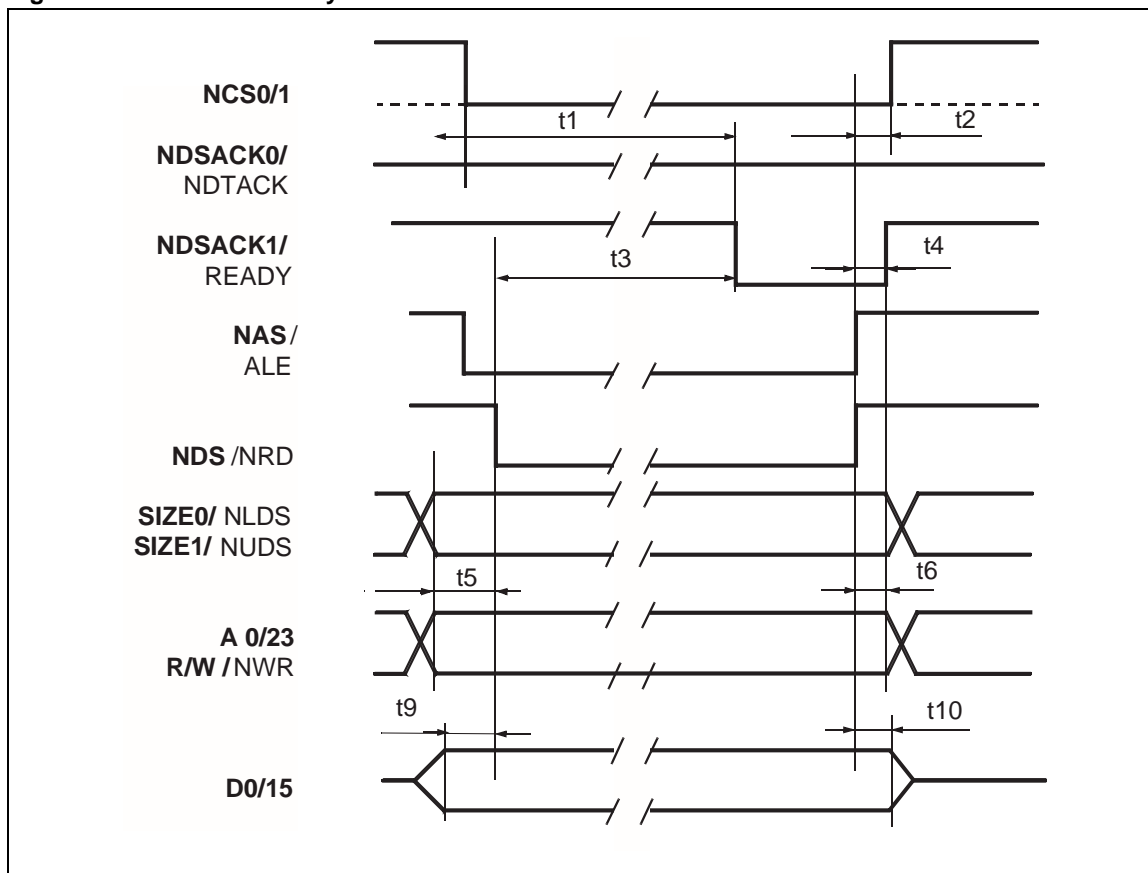 NCS0/1
t1
t2
NDSACK0/
NDTACK
NDSACK1/
READY
t3
t4
NAS /
ALE
NDS /NRD
SIZE0/ NLDS
SIZE1/ NUDS
t5
t6
A 0/23
R/W / NWR
t9
t10
D0/15